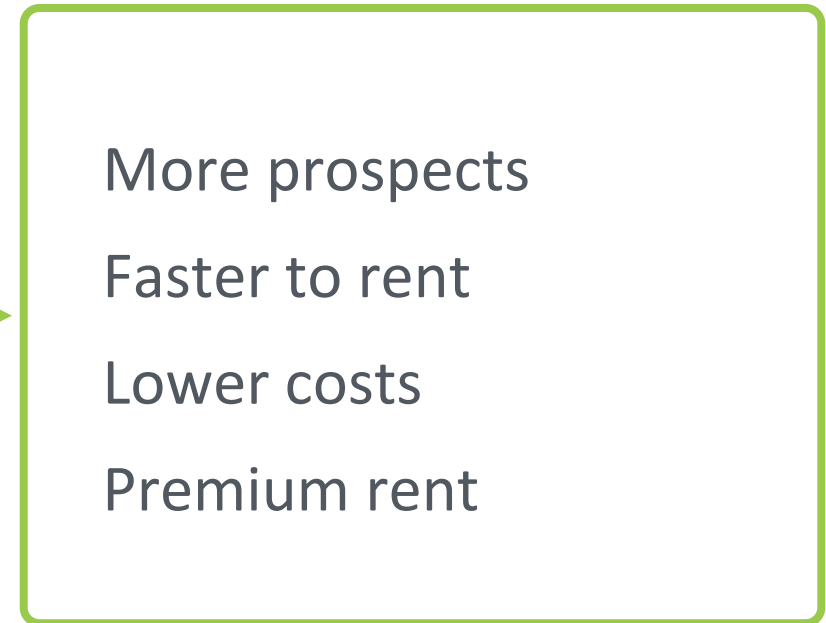 More prospects
Faster to rent
Lower costs
Premium rent